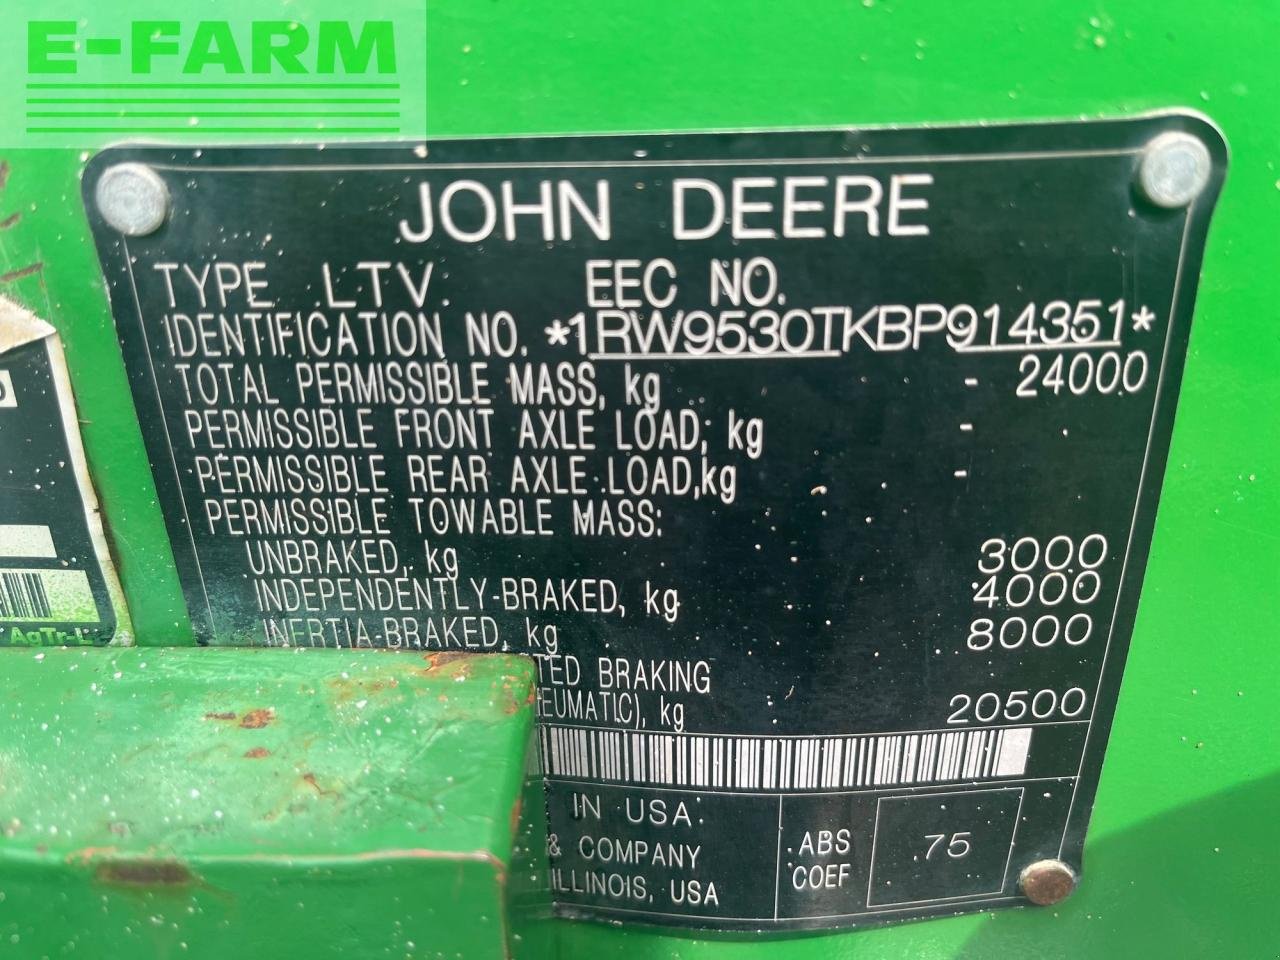 E-FARM
JOHN DEERE
TYPE LTV EEC NO.
IDENTIFICATION NO. *1RW9530TKBP914351*
TOTAL PERMISSIBLE MASS, kg - 24000
PERMISSIBLE FRONT AXLE LOAD, kg -
PERMISSIBLE REAR AXLE LOAD,kg -
PERMISSIBLE TOWABLE MASS:
UNBRAKED, kg 3000
INDEPENDENTLY-BRAKED, kg 4000
INERTIA-BRAKED, kg 8000
TED BRAKING
EUMATIC), kg 20500
IN USA
& COMPANY
ILLINOIS, USA
ABS
COEF
.75
AgTr-L